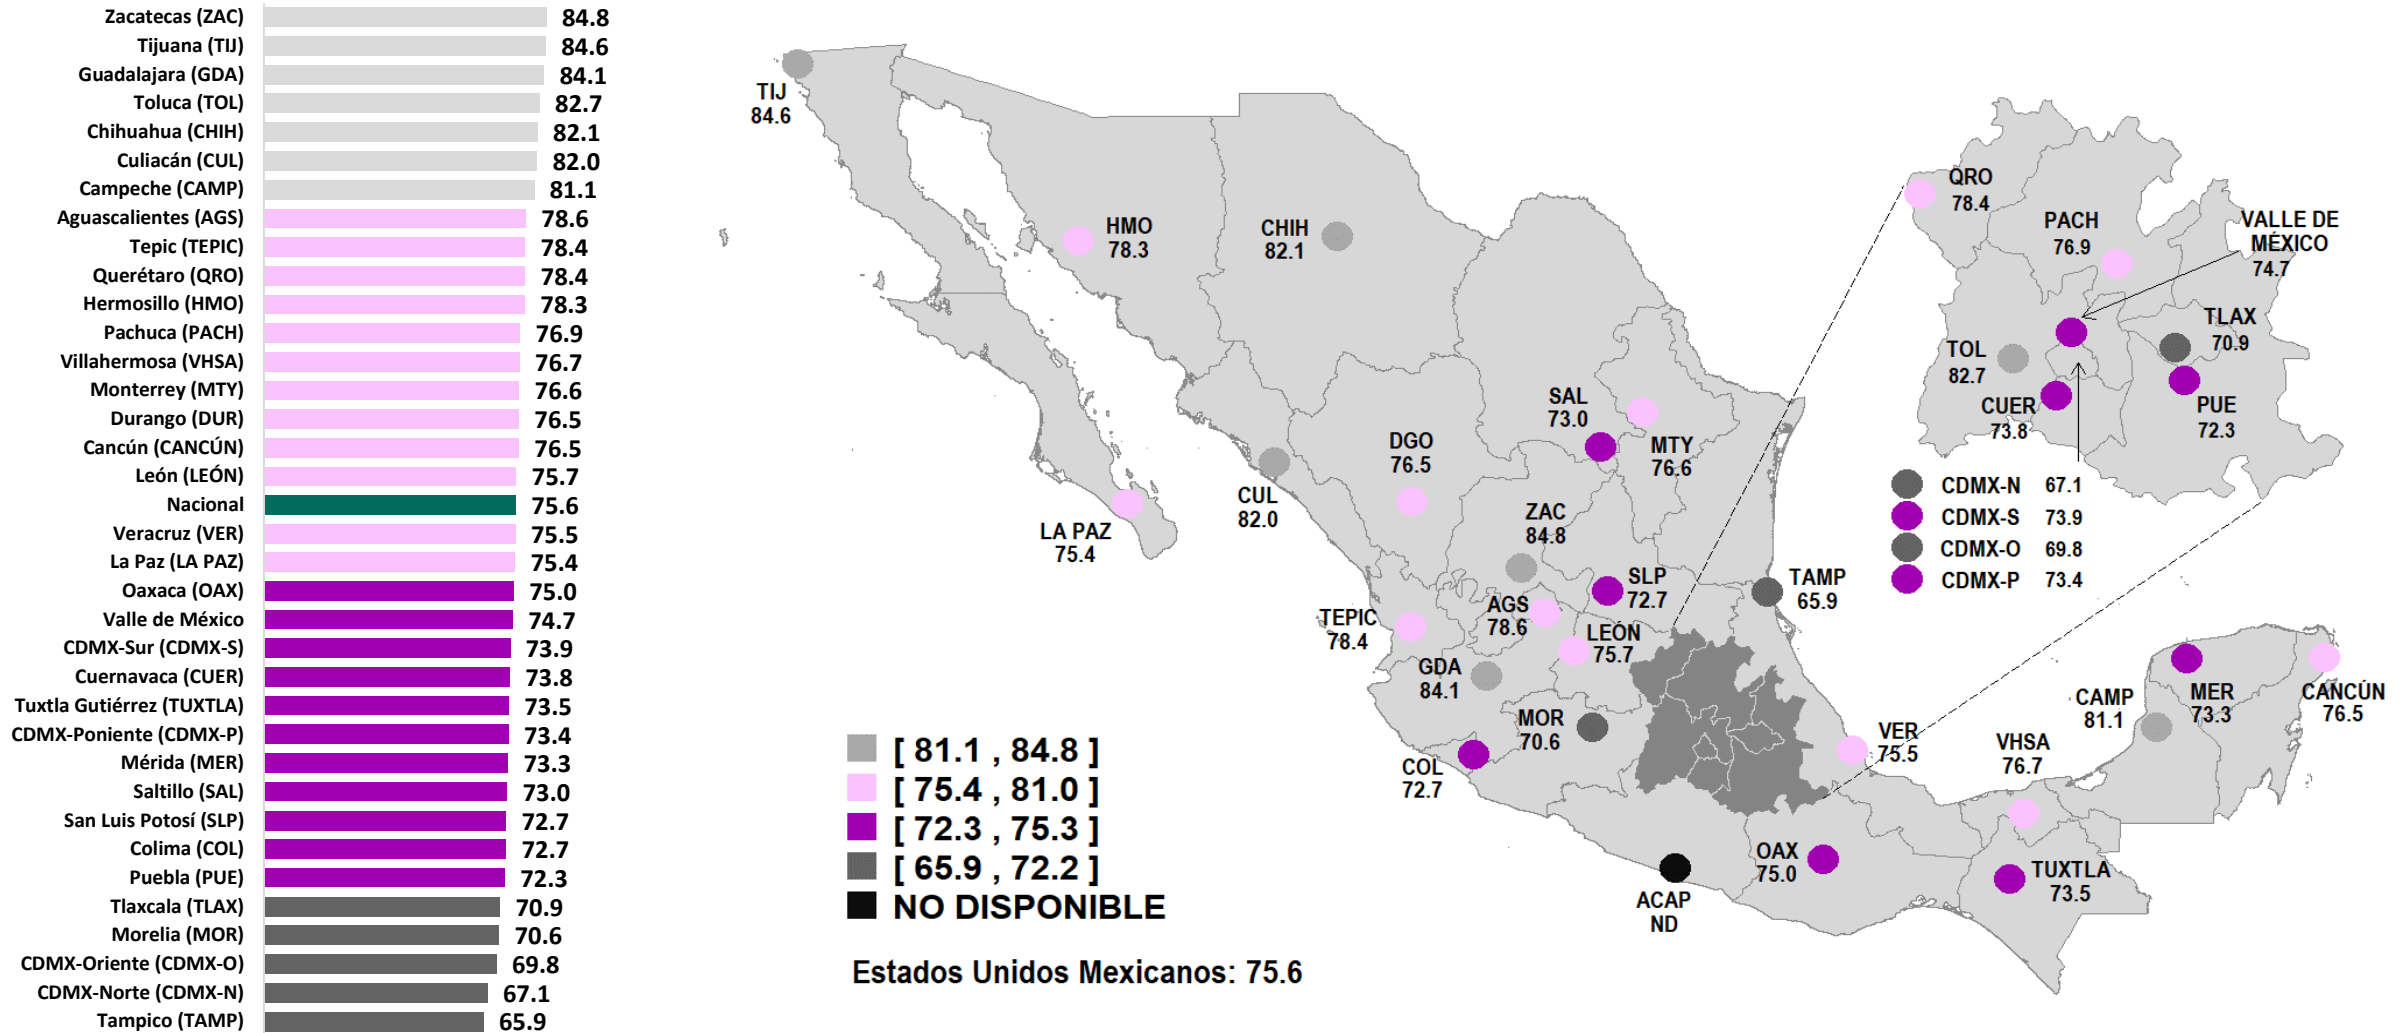 Zacatecas (ZAC) 84.8
Tijuana (TIJ) 84.6
Guadalajara (GDA) 84.1
Toluca (TOL) 82.7
Chihuahua (CHIH) 82.1
Culiacán (CUL) 82.0
Campeche (CAMP) 81.1
Aguascalientes (AGS) 78.6
Tepic (TEPIC) 78.4
Querétaro (QRO) 78.4
Hermosillo (HMO) 78.3
Pachuca (PACH) 76.9
Villahermosa (VHSA) 76.7
Monterrey (MTY) 76.6
Durango (DUR) 76.5
Cancún (CANCÚN) 76.5
León (LEÓN) 75.7
Nacional 75.6
Veracruz (VER) 75.5
La Paz (LA PAZ) 75.4
Oaxaca (OAX) 75.0
Valle de México 74.7
CDMX-Sur (CDMX-S) 73.9
Cuernavaca (CUER) 73.8
Tuxtla Gutiérrez (TUXTLA) 73.5
CDMX-Poniente (CDMX-P) 73.4
Mérida (MER) 73.3
Saltillo (SAL) 73.0
San Luis Potosí (SLP) 72.7
Colima (COL) 72.7
Puebla (PUE) 72.3
Tlaxcala (TLAX) 70.9
Morelia (MOR) 70.6
CDMX-Oriente (CDMX-O) 69.8
CDMX-Norte (CDMX-N) 67.1
Tampico (TAMP) 65.9
TIJ
84.6
HMO
78.3
CHIH
82.1
LA PAZ
75.4
CUL
82.0
DGO
76.5
SAL
73.0
MTY
76.6
ZAC
84.8
SLP
72.7
TAMP
65.9
TEPIC
78.4
AGS
78.6
LEÓN
75.7
GDA
84.1
MOR
70.6
COL
72.7
ACAP
ND
OAX
75.0
VER
75.5
VHSA
76.7
TUXTLA
73.5
CAMP
81.1
MER
73.3
CANCÚN
76.5
QRO
78.4
PACH
76.9
VALLE DE
MÉXICO
74.7
TLAX
70.9
TOL
82.7
CUER
73.8
PUE
72.3
CDMX-N 67.1
CDMX-S 73.9
CDMX-O 69.8
CDMX-P 73.4
[ 81.1 , 84.8 ]
[ 75.4 , 81.0 ]
[ 72.3 , 75.3 ]
[ 65.9 , 72.2 ]
NO DISPONIBLE
Estados Unidos Mexicanos: 75.6